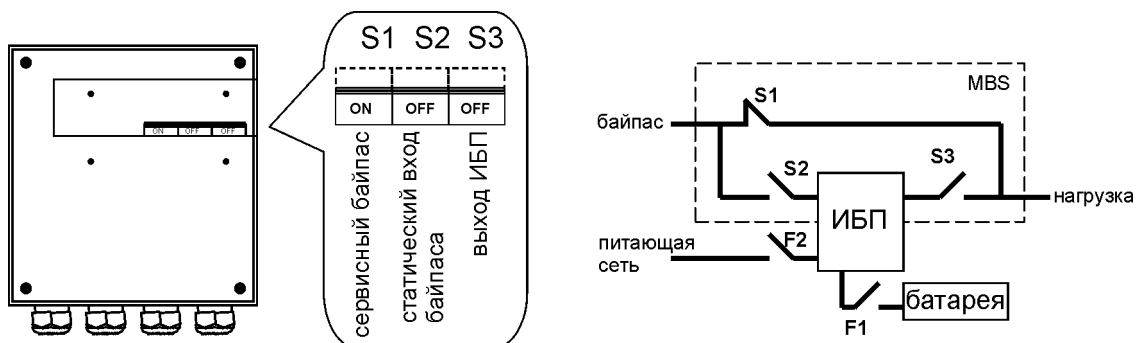 S1 S2 S3
ON OFF OFF
ON OFF OFF
сервисный байпас
статический вход
байпаса
выход ИБП
MBS
S1
байпас
S2
S3
ИБП
нагрузка
питающая
сеть
F2
батарея
F1